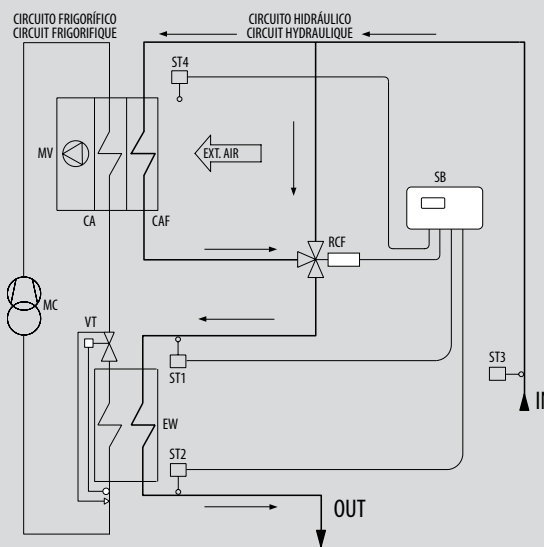 CIRCUITO FRIGORÍFICO
CIRCUIT FRIGORIFIQUE
CIRCUITO HIDRÁULICO
CIRCUIT HYDRAULIQUE
ST4
MV
EXT. AIR
SB
CA
CAF
RCF
MC
VT
ST1
ST3
IN
EW
ST2
OUT